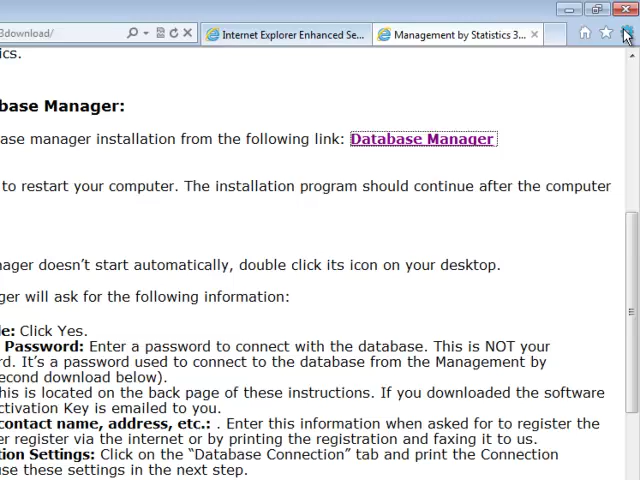 3download/
Internet Explorer Enhanced Se...
Management by Statistics 3...
ics.
base Manager:
base manager installation from the following link: Database Manager
to restart your computer. The installation program should continue after the computer
nager doesn't start automatically, double click its icon on your desktop.
ger will ask for the following information:
le: Click Yes.
Password: Enter a password to connect with the database. This is NOT your
rd. It's a password used to connect to the database from the Management by
econd download below).
his is located on the back page of these instructions. If you downloaded the software
ctivation Key is emailed to you.
contact name, address, etc.: . Enter this information when asked for to register the
er register via the internet or by printing the registration and faxing it to us.
tion Settings: Click on the “Database Connection” tab and print the Connection
use these settings in the next step.